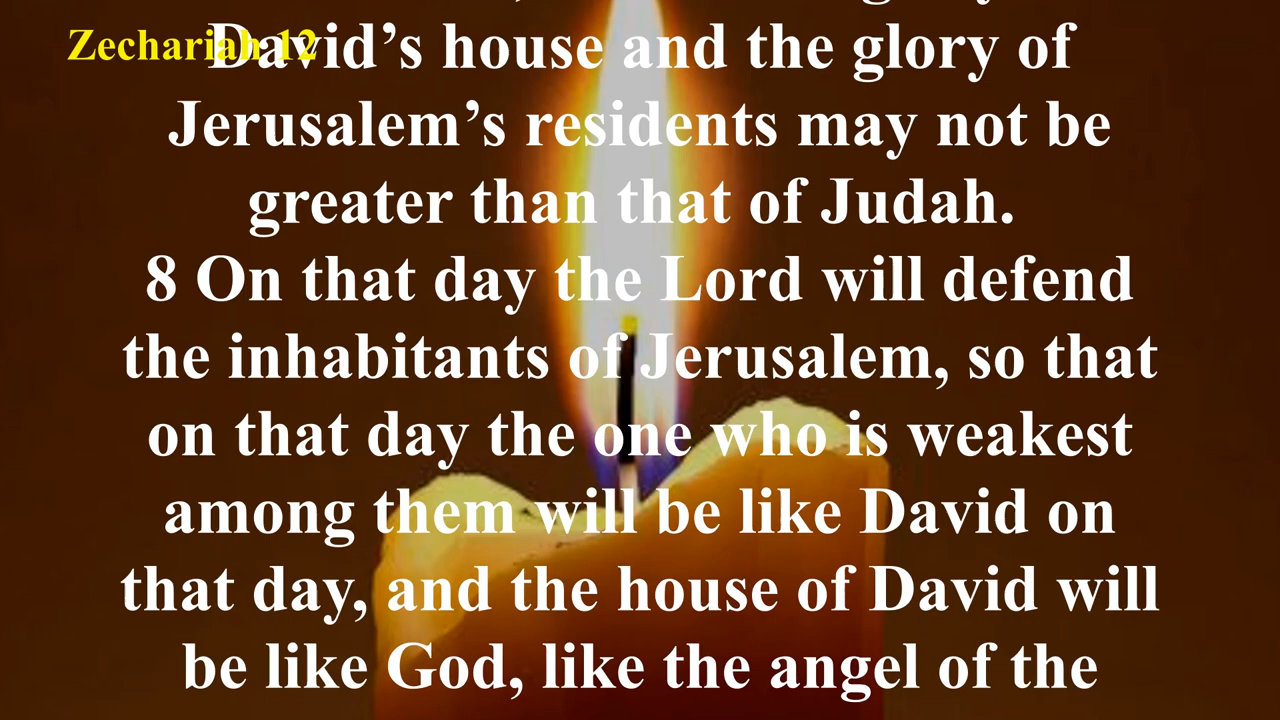 Zechariah 12
David’s house and the glory of
Jerusalem’s residents may not be
greater than that of Judah.
8 On that day the Lord will defend
the inhabitants of Jerusalem, so that
on that day the one who is weakest
among them will be like David on
that day, and the house of David will
be like God, like the angel of the